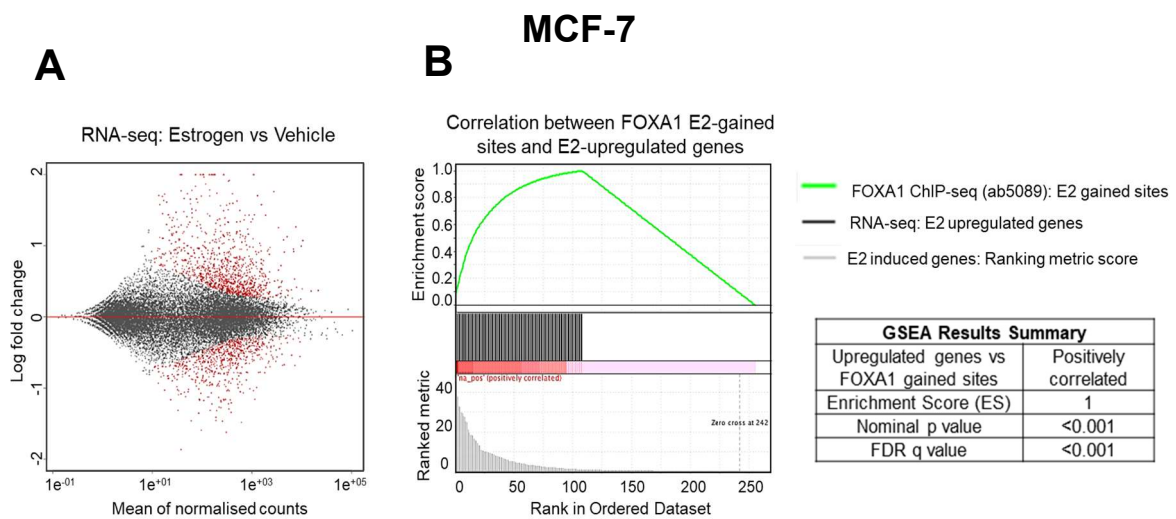 MCF-7
A
RNA-seq: Estrogen vs Vehicle
Log fold change
2
1
0
-1
-2
1e-01
1e+01
1e+03
1e+05
Mean of normalised counts
B
Correlation between FOXA1 E2-gained
sites and E2-upregulated genes
Enrichment score
1.0
0.8
0.6
0.4
0.2
0.0
'na_pos' (positively correlated)
Ranked metric
40
20
0
Zero cross at 242
0
50
100
150
200
250
Rank in Ordered Dataset
FOXA1 ChIP-seq (ab5089): E2 gained sites
RNA-seq: E2 upregulated genes
E2 induced genes: Ranking metric score
GSEA Results Summary
Upregulated genes vs
FOXA1 gained sites
Positively
correlated
Enrichment Score (ES)
1
Nominal p value
<0.001
FDR q value
<0.001